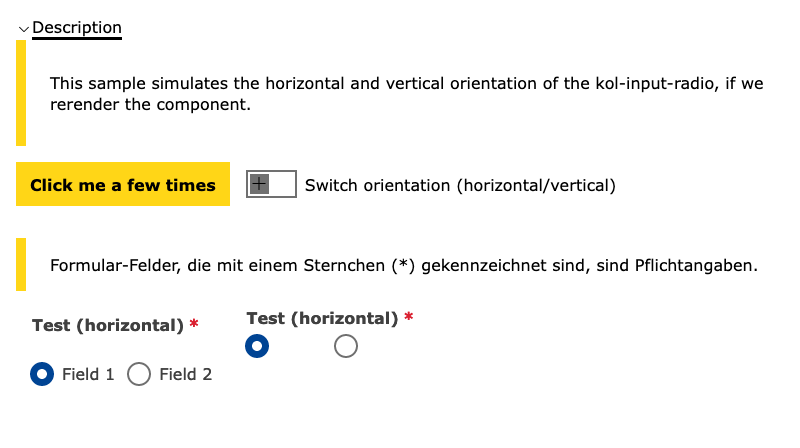 Description
This sample simulates the horizontal and vertical orientation of the kol-input-radio, if we
rerender the component.
Click me a few times
Switch orientation (horizontal/vertical)
Formular-Felder, die mit einem Sternchen (*) gekennzeichnet sind, sind Pflichtangaben.
Test (horizontal) *
Field 1
Field 2
Test (horizontal) *